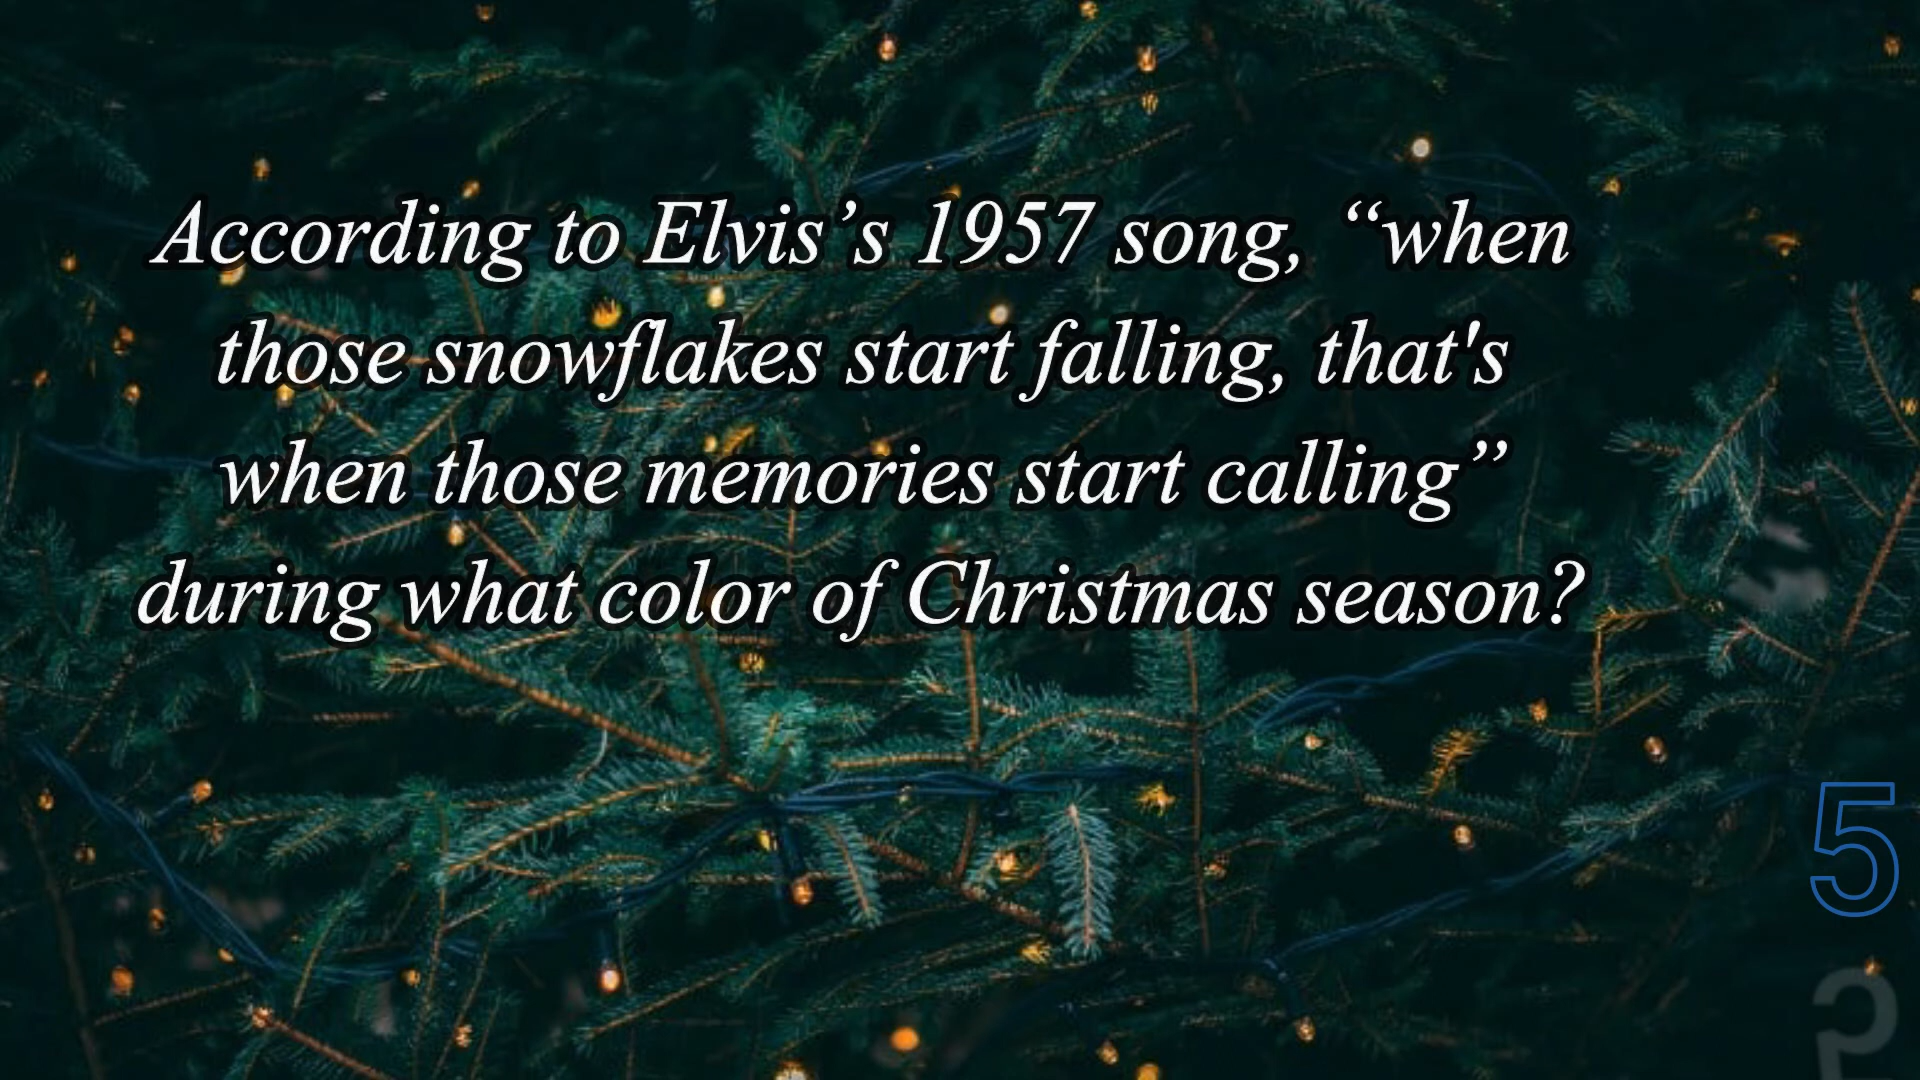 According to Elvis’s 1957 song, “when
those snowflakes start falling, that's
when those memories start calling”
during what color of Christmas season?
5